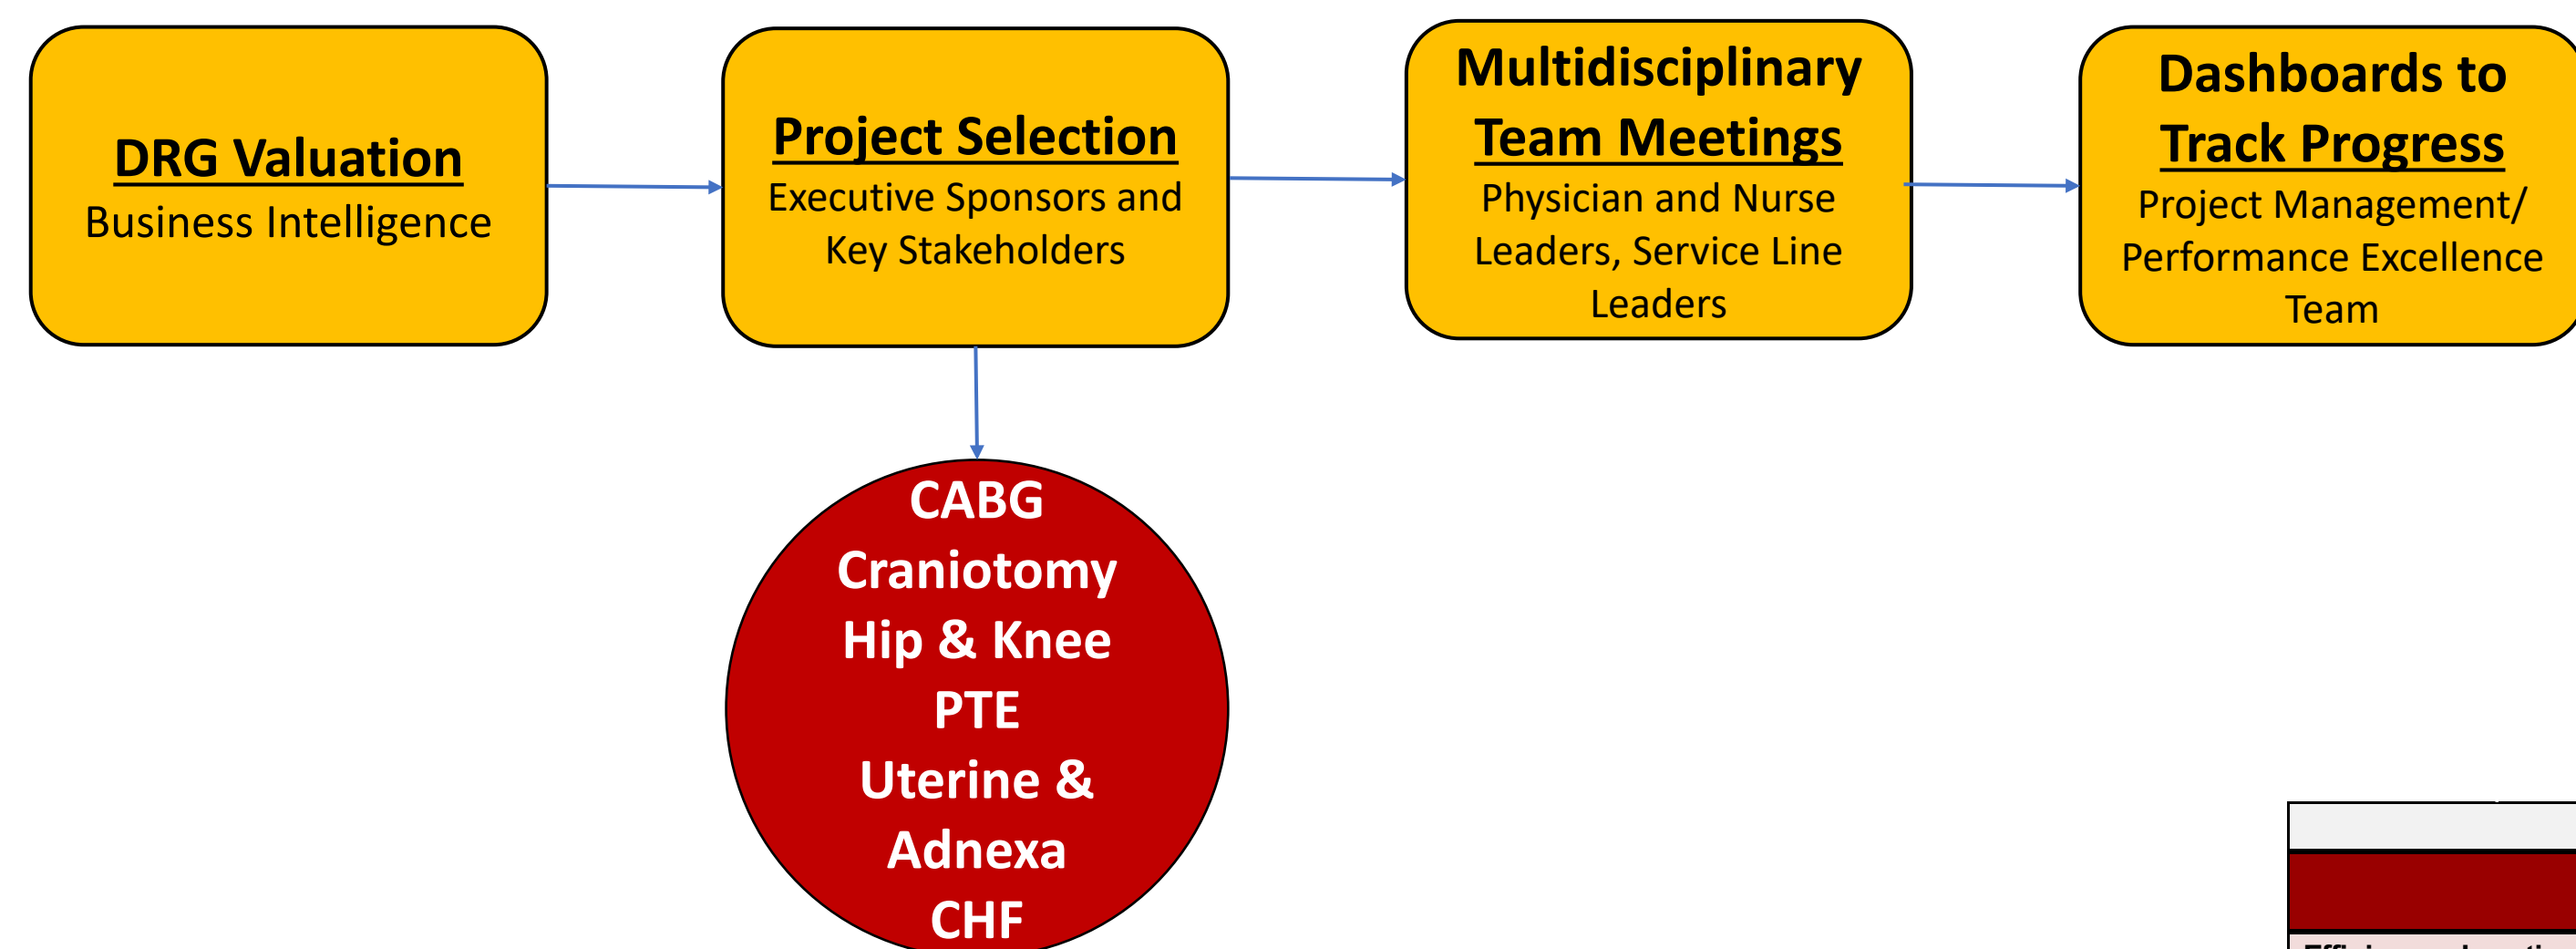 DRG Valuation
Business Intelligence
Project Selection
Executive Sponsors and
Key Stakeholders
Multidisciplinary
Team Meetings
Physician and Nurse
Leaders, Service Line
Leaders
Dashboards to
Track Progress
Project Management/
Performance Excellence
Team
CABG
Craniotomy
Hip & Knee
PTE
Uterine &
Adnexa
CHF